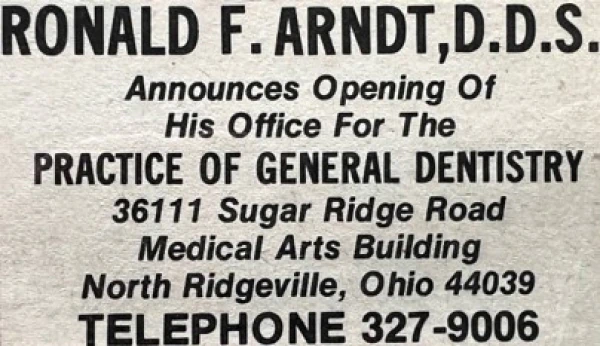 RONALD F. ARNDT, D.D.S.
Announces Opening Of
His Office For The
PRACTICE OF GENERAL DENTISTRY
36111 Sugar Ridge Road
Medical Arts Building
North Ridgeville, Ohio 44039
TELEPHONE 327-9006